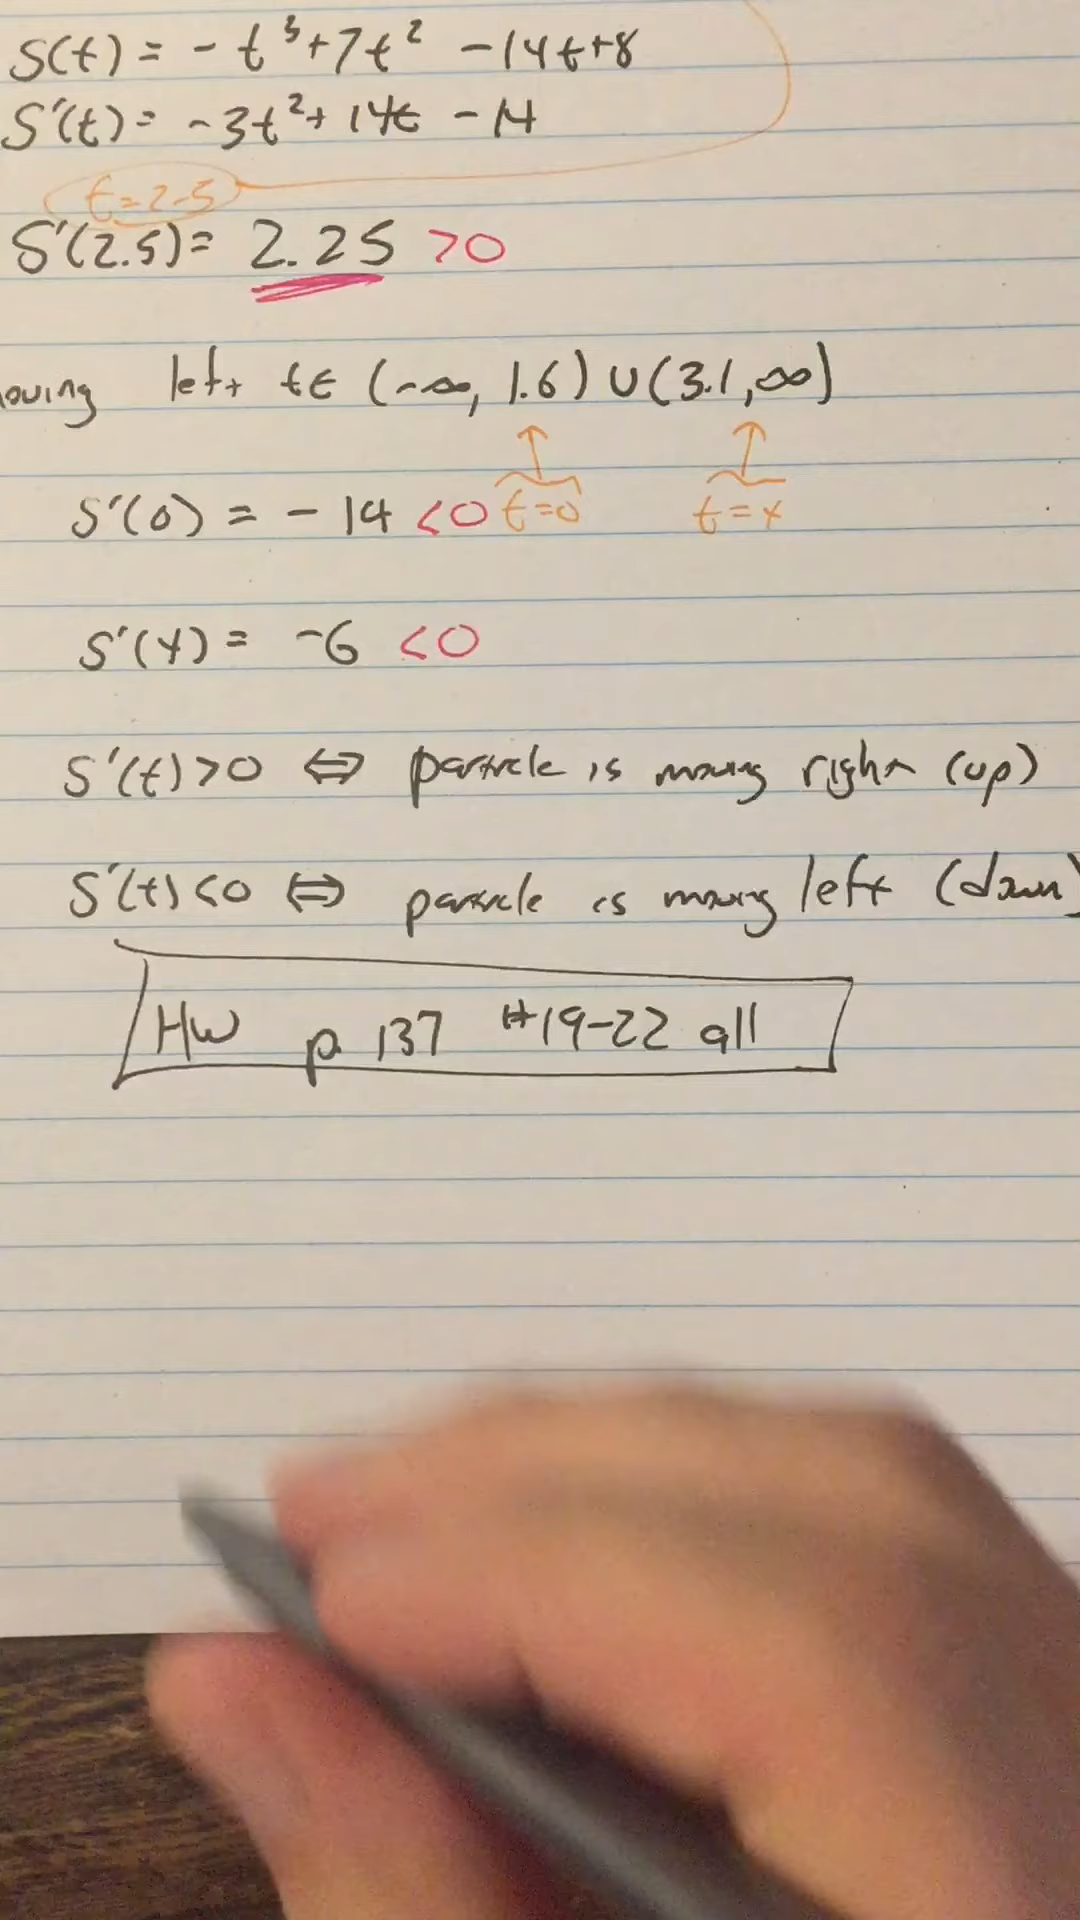 S(t) = - t³ + 7t² - 14t + 8
S'(t) = -3t² + 14t - 14
t=2.5
S'(2.5) = 2.25 >0
left t∈ (-∞, 1.6) ∪ (3.1, ∞)
S'(0) = - 14 <0 t=0 t=4
S'(4) = -6 <0
S'(t) >0 ⇔ particle is moving right (up)
S'(t) <0 ⇔ particle is moving left (down)
HW p. 137 #19-22 all